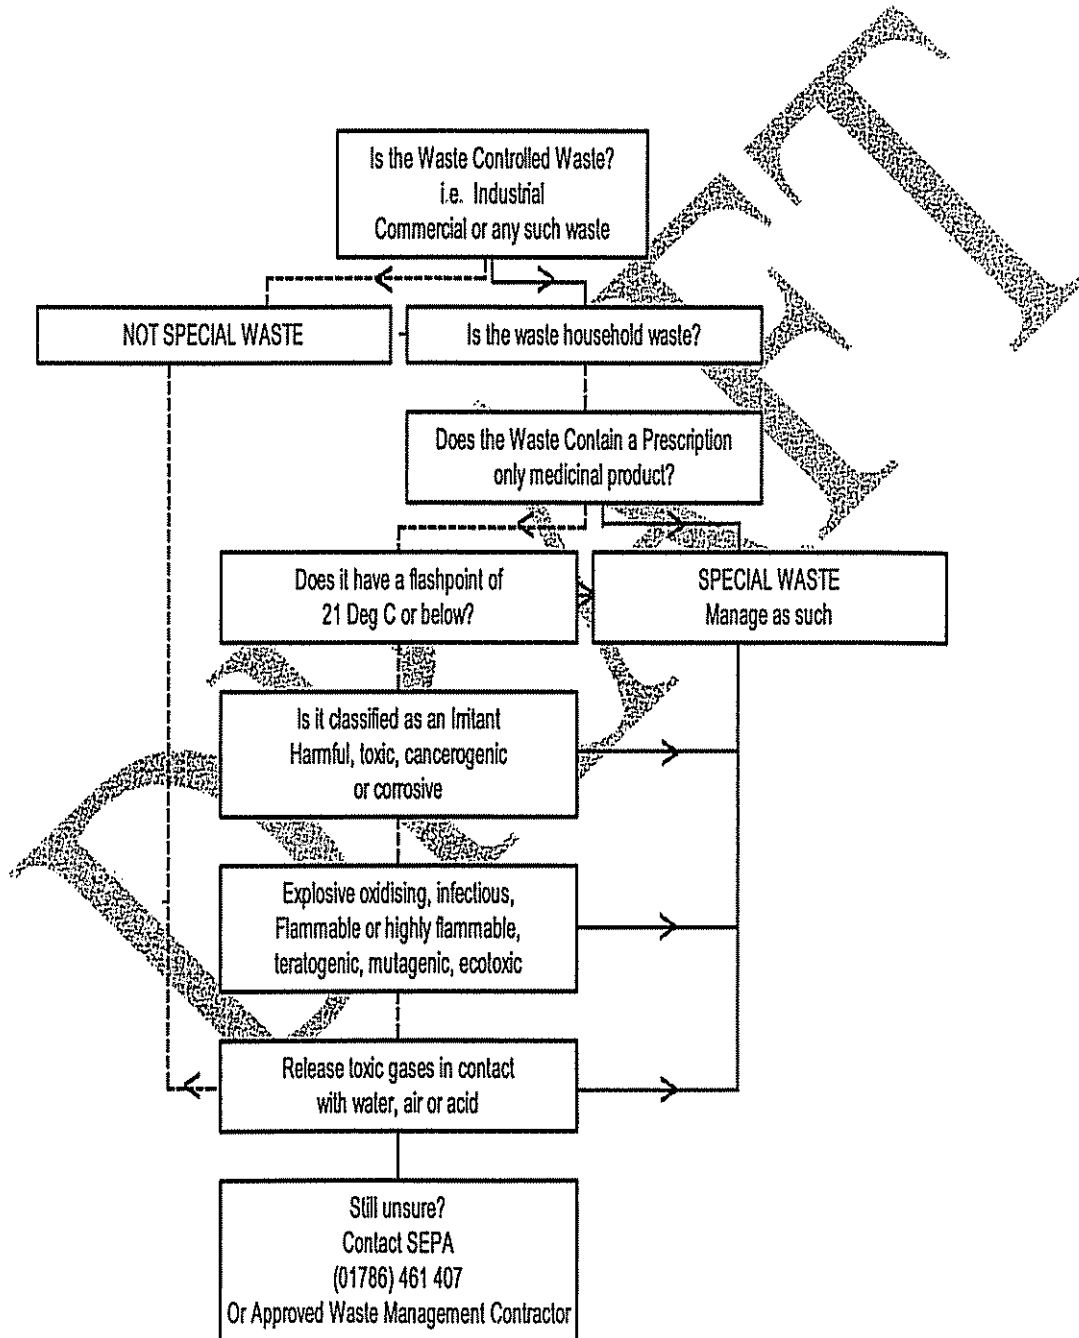 Is the Waste Controlled Waste?
i.e. Industrial
Commercial or any such waste
NOT SPECIAL WASTE
Is the waste household waste?
Does the Waste Contain a Prescription
only medicinal product?
Does it have a flashpoint of
21 Deg C or below?
SPECIAL WASTE
Manage as such
Is it classified as an Irritant
Harmful, toxic, cancerogenic
or corrosive
Explosive oxidising, infectious,
Flammable or highly flammable,
teratogenic, mutagenic, ecotoxic
Release toxic gases in contact
with water, air or acid
Still unsure?
Contact SEPA
(01786) 461 407
Or Approved Waste Management Contractor
DRAFT